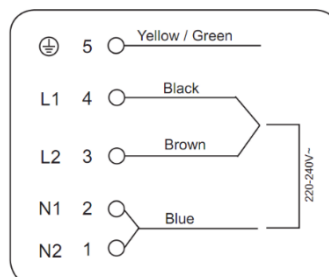 5 Yellow / Green
L1 4 Black
L2 3 Brown
N1 2
Blue
N2 1
220-240V~